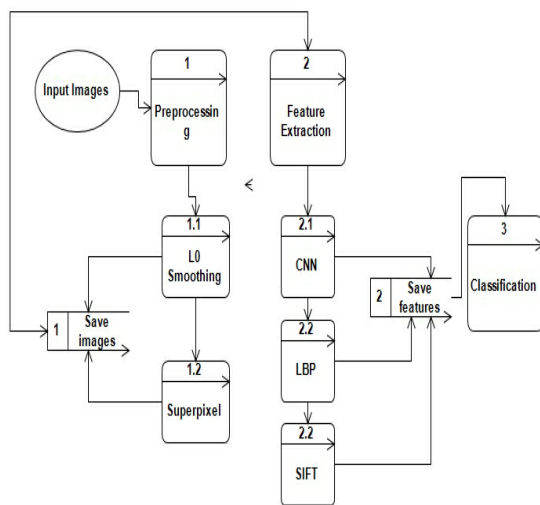 Input Images
1
Preprocessin
g
2
Feature
Extraction
1.1
L0
Smoothing
1
Save
images
1.2
Superpixel
2.1
CNN
2.2
LBP
2.2
SIFT
2
Save
features
3
Classification